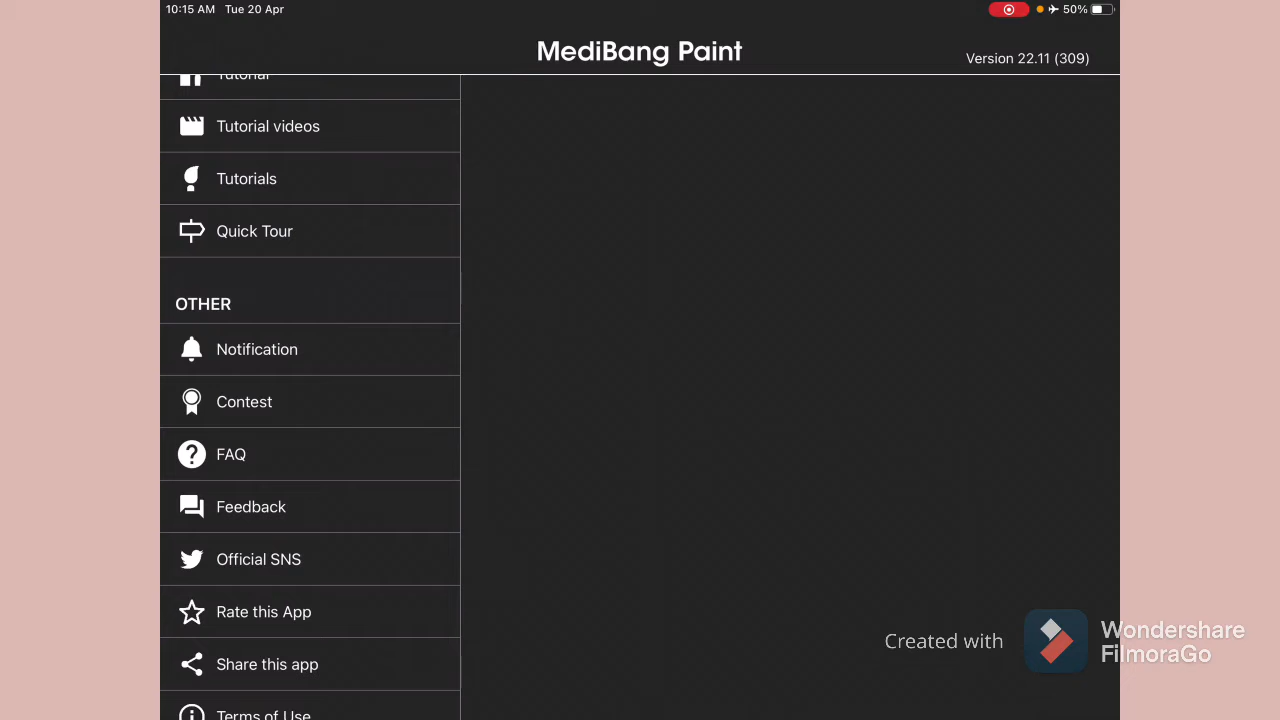 10:15 AM Tue 20 Apr
50%
MediBang Paint
Version 22.11 (309)
Tutorial
Tutorial videos
Tutorials
Quick Tour
OTHER
Notification
Contest
FAQ
Feedback
Official SNS
Rate this App
Share this app
Terms of Use
Created with
Wondershare
FilmoraGo